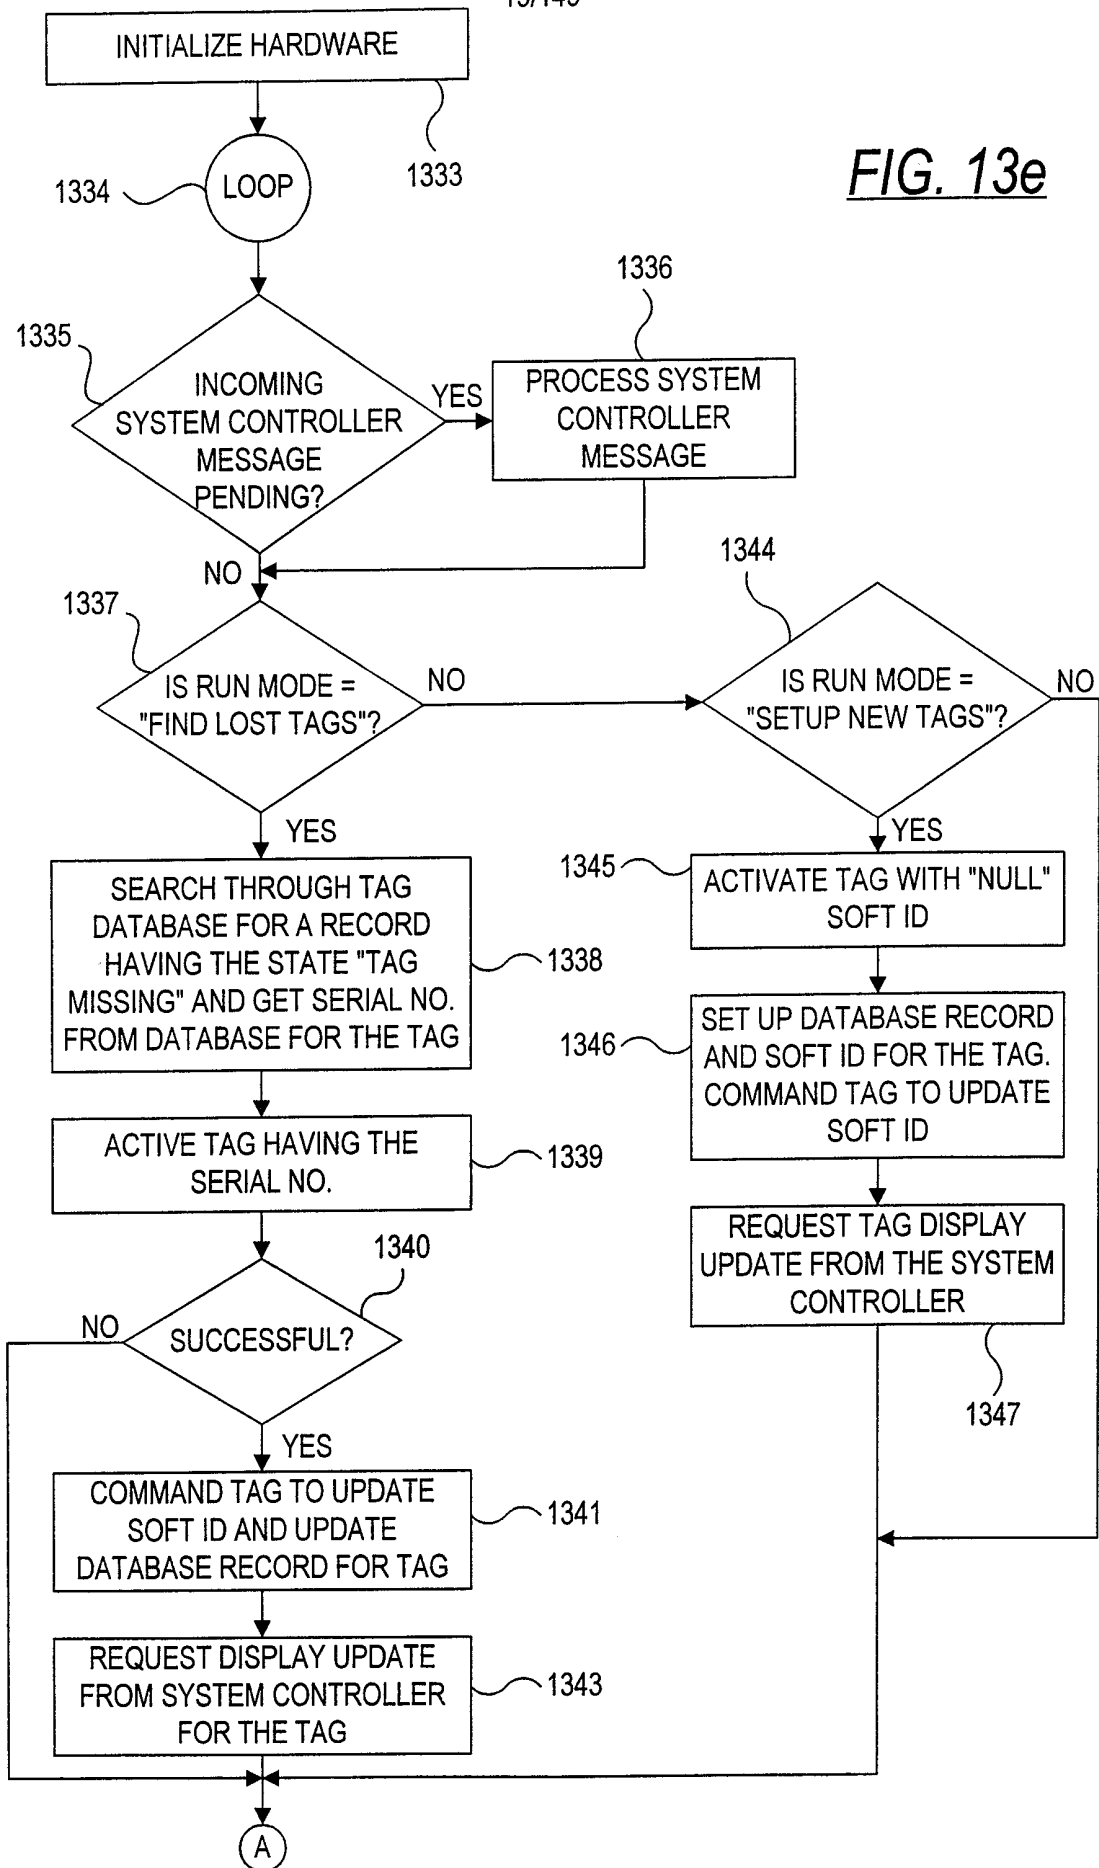 INITIALIZE HARDWARE
1333
FIG. 13e
1334
LOOP
1336
1335
INCOMING
SYSTEM CONTROLLER
MESSAGE
PENDING?
YES
PROCESS SYSTEM
CONTROLLER
MESSAGE
NO
1337
IS RUN MODE =
"FIND LOST TAGS"?
NO
1344
IS RUN MODE =
"SETUP NEW TAGS"?
NO
YES
SEARCH THROUGH TAG
DATABASE FOR A RECORD
HAVING THE STATE "TAG
MISSING" AND GET SERIAL NO.
FROM DATABASE FOR THE TAG
1338
YES
1345
ACTIVATE TAG WITH "NULL"
SOFT ID
1346
SET UP DATABASE RECORD
AND SOFT ID FOR THE TAG.
COMMAND TAG TO UPDATE
SOFT ID
ACTIVE TAG HAVING THE
SERIAL NO.
1339
REQUEST TAG DISPLAY
UPDATE FROM THE SYSTEM
CONTROLLER
1347
1340
SUCCESSFUL?
NO
YES
COMMAND TAG TO UPDATE
SOFT ID AND UPDATE
DATABASE RECORD FOR TAG
1341
REQUEST DISPLAY UPDATE
FROM SYSTEM CONTROLLER
FOR THE TAG
1343
A